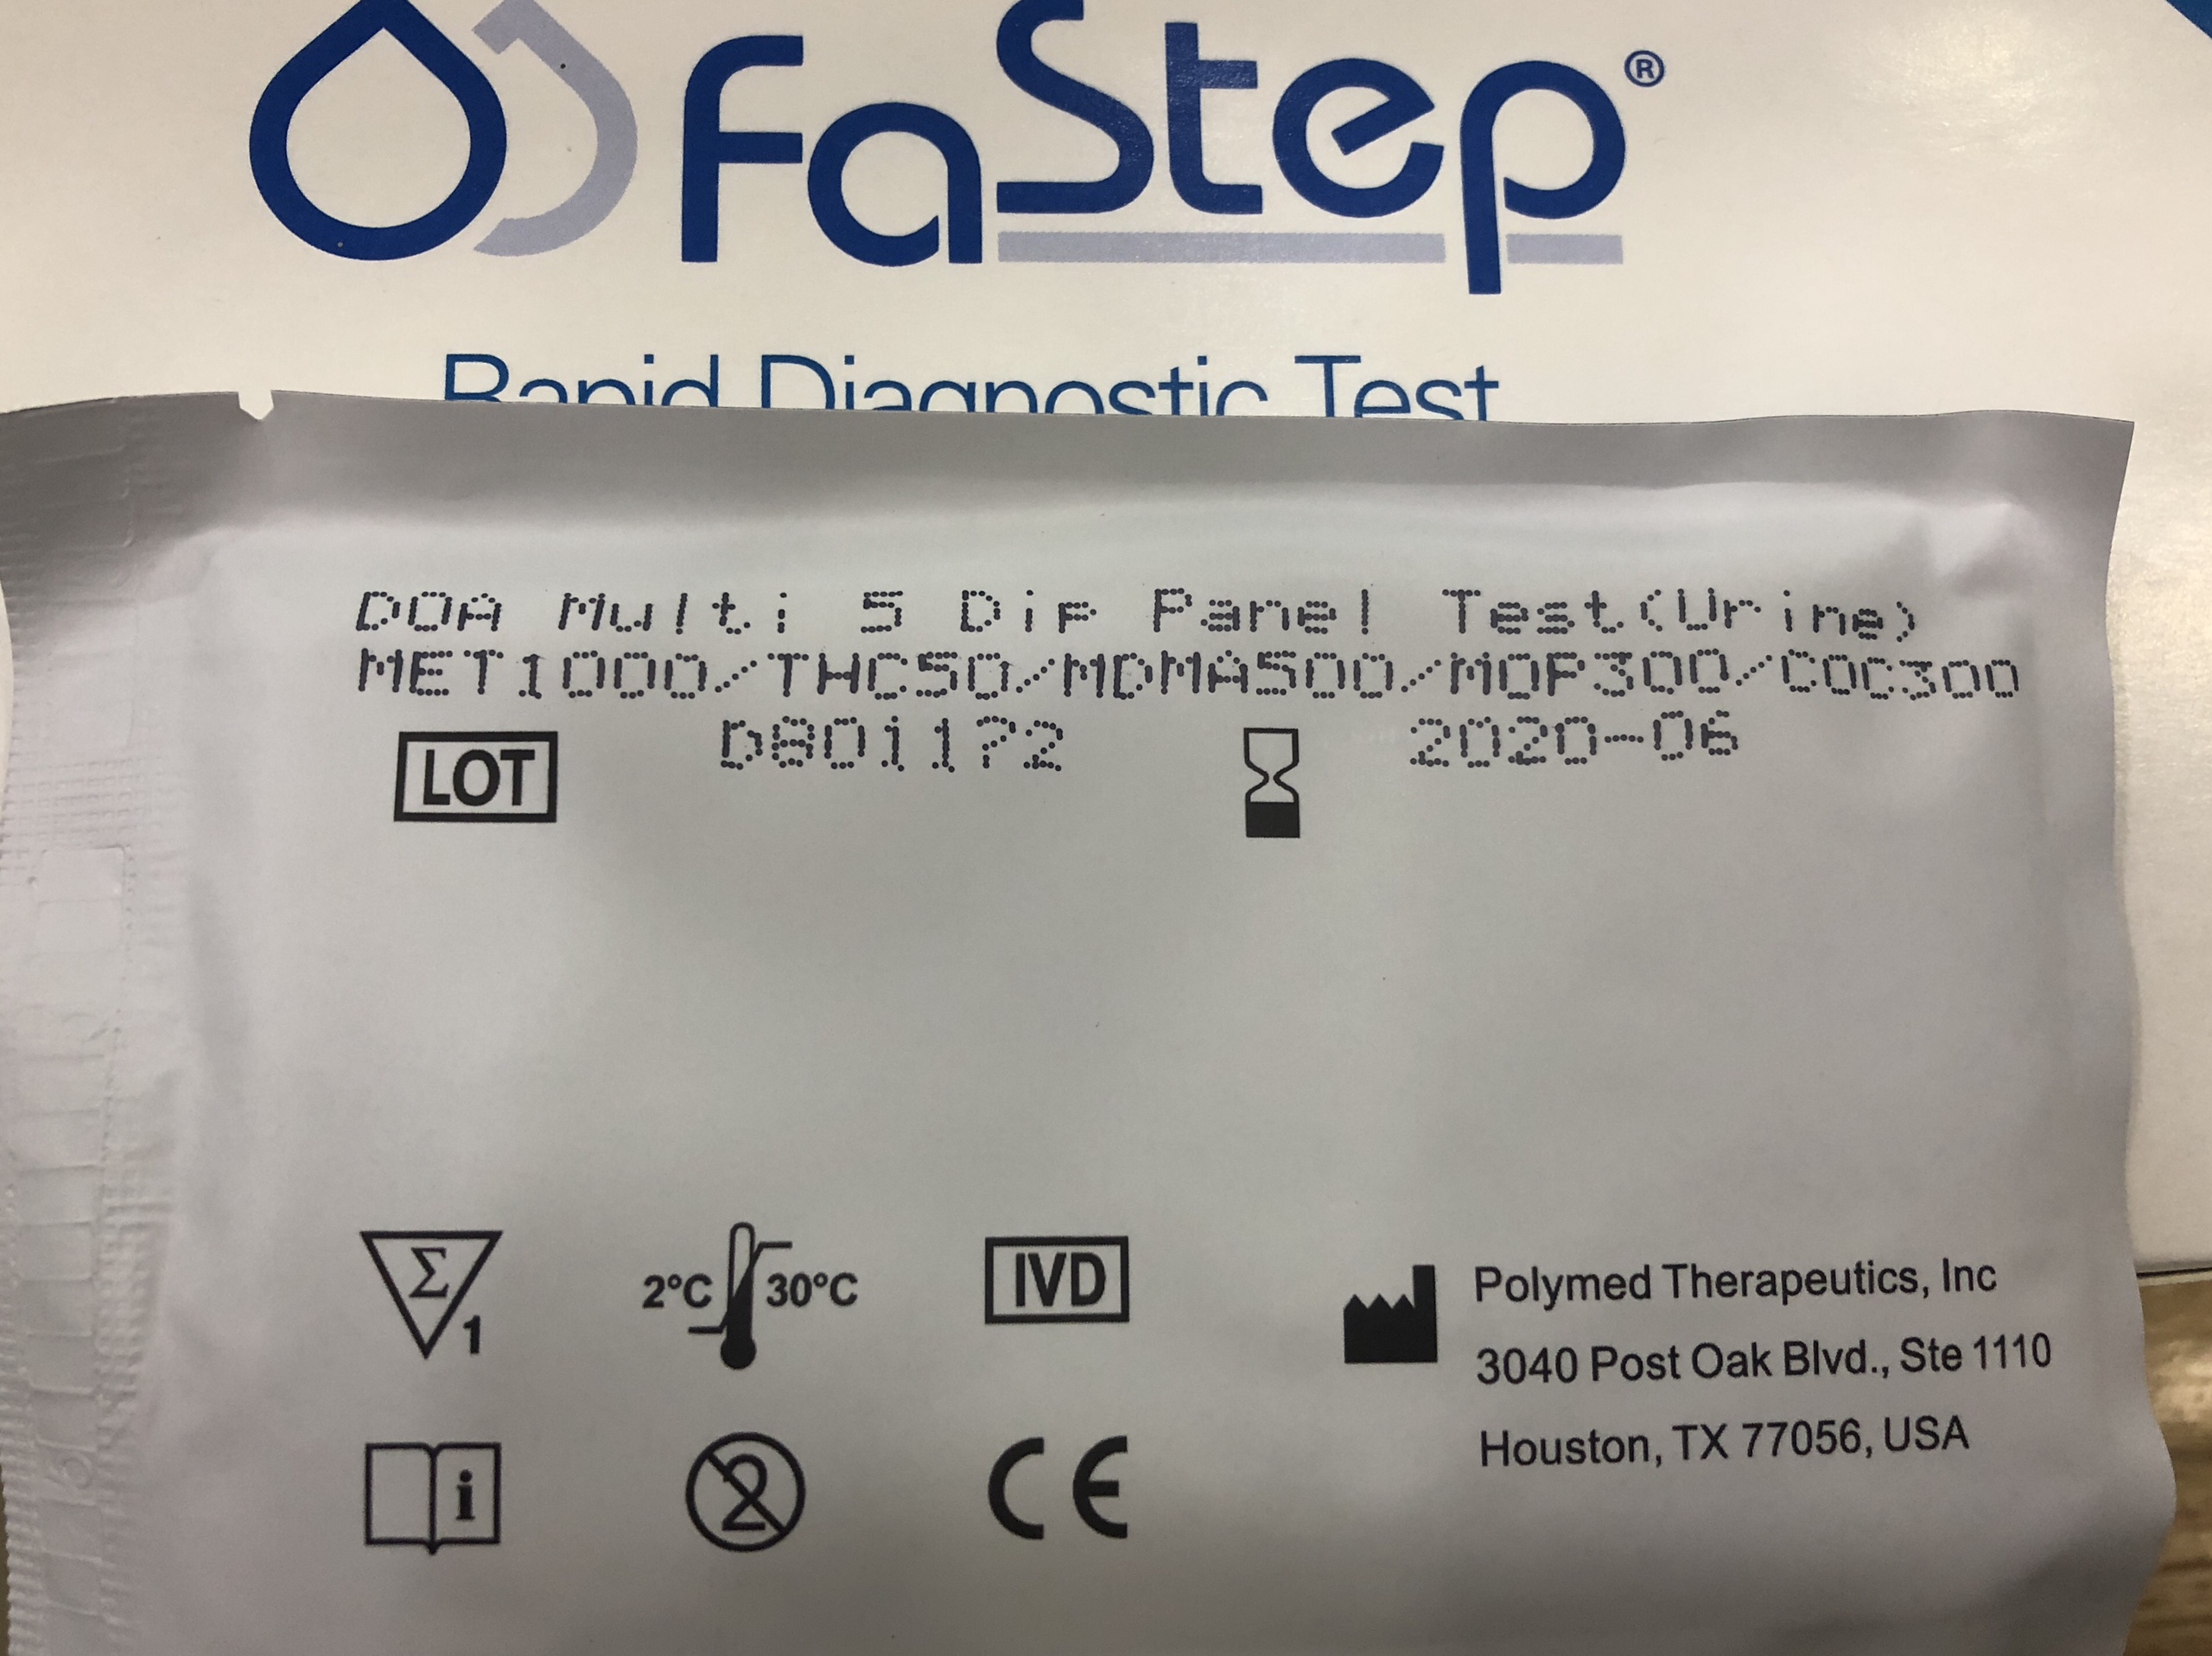 faStep®
Rapid Diagnostic Test
DOA Multi 5 Dip Panel Test(Urine)
MET1000/THC50/MDMA500/MOP300/COC300
LOT D801172 2020-06
Σ 1
2°C 30°C
IVD
Polymed Therapeutics, Inc
3040 Post Oak Blvd., Ste 1110
Houston, TX 77056, USA
i
2
CE